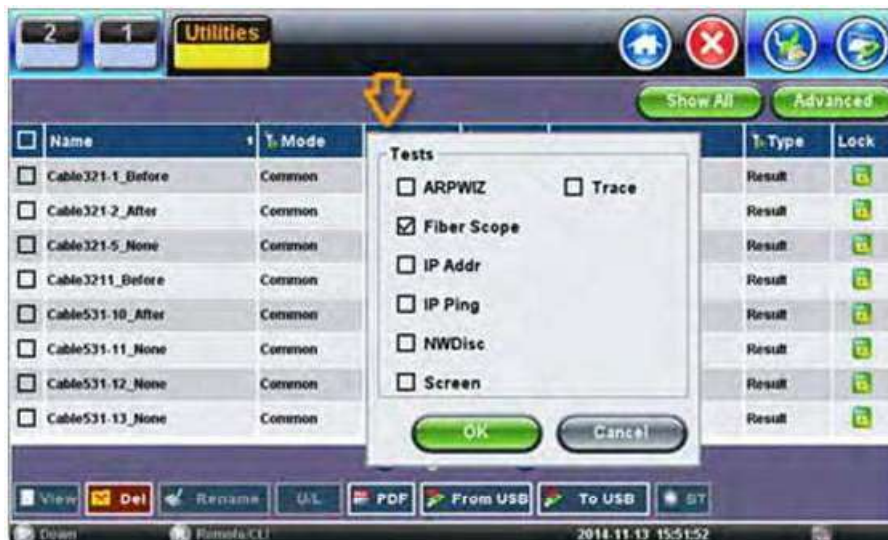 2 1 Utilities
Show All Advanced
Name 1 Mode Type Lock
Tests
ARPWIZ Trace
Fiber Scope
IP Addr
IP Ping
NWDisc
Screen
OK Cancel
Cable321-1_Before Common Result
Cable321-2_After Common Result
Cable321-5_None Common Result
Cable3211_Before Common Result
Cable531-10_After Common Result
Cable531-11_None Common Result
Cable531-12_None Common Result
Cable531-13_None Common Result
View Del Rename U/L PDF From USB To USB BT
Down Remote/CLI 2014-11-13 15:51:52